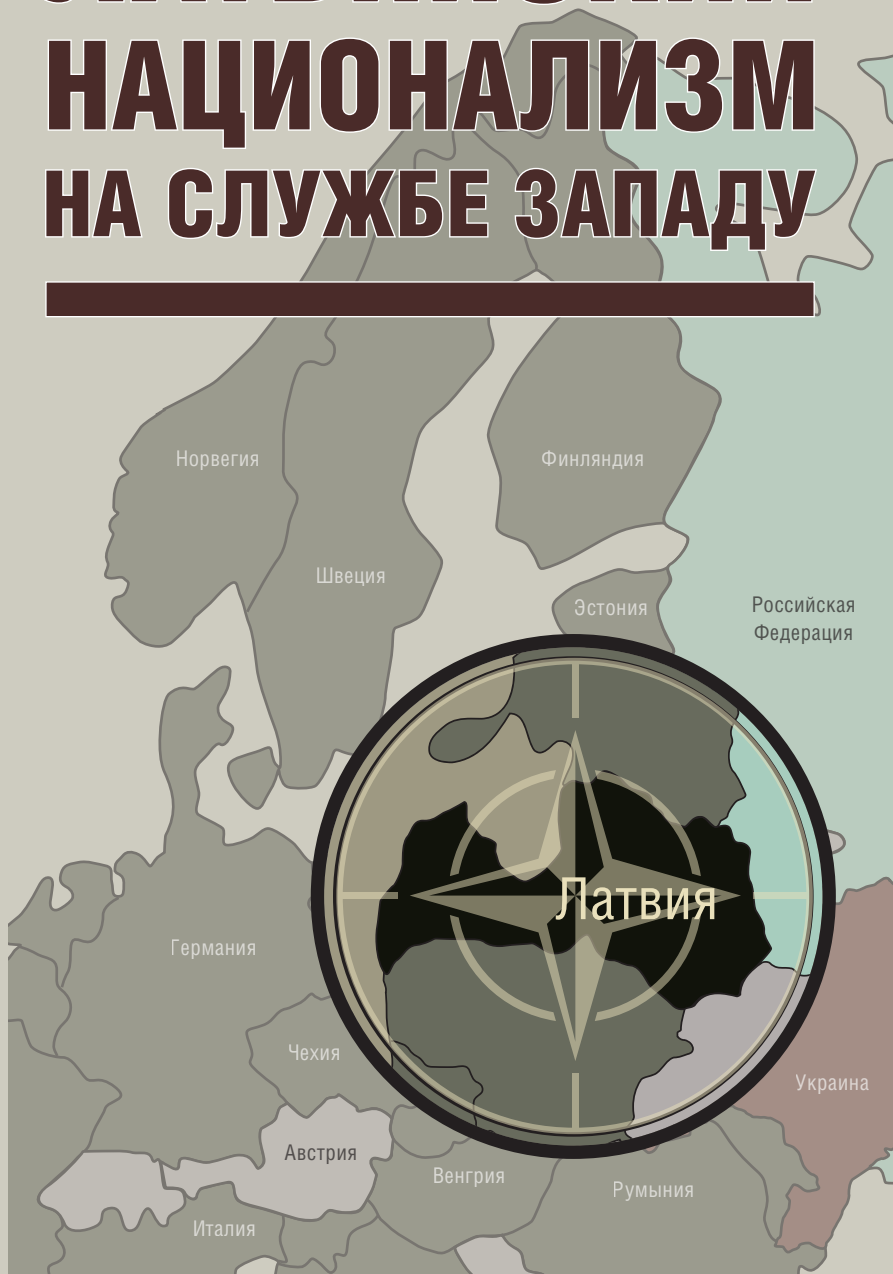 НАЦИОНАЛИЗМ
НА СЛУЖБЕ ЗАПАДУ
Норвегия
Финляндия
Швеция
Эстония
Российская
Федерация
Латвия
Германия
Чехия
Украина
Австрия
Венгрия
Румыния
Италия